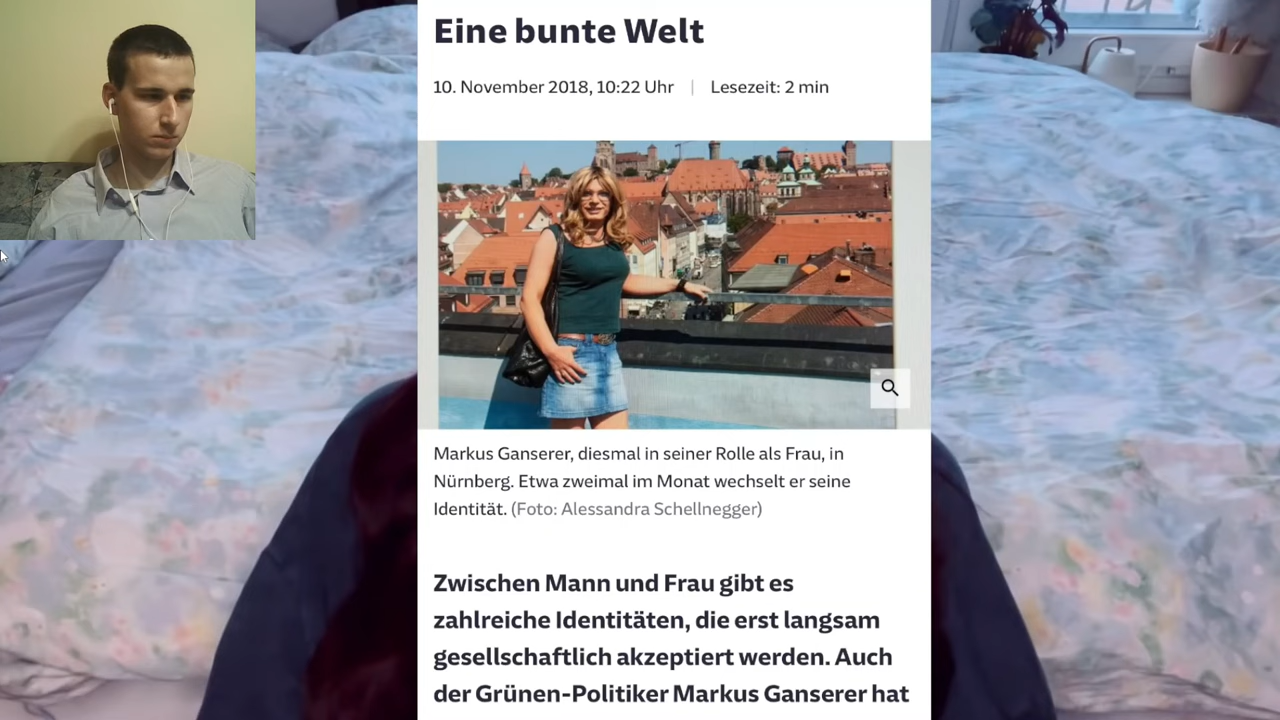 Eine bunte Welt
10. November 2018, 10:22 Uhr | Lesezeit: 2 min
Markus Ganserer, diesmal in seiner Rolle als Frau, in
Nürnberg. Etwa zweimal im Monat wechselt er seine
Identität. (Foto: Alessandra Schellnegger)
Zwischen Mann und Frau gibt es
zahlreiche Identitäten, die erst langsam
gesellschaftlich akzeptiert werden. Auch
der Grünen-Politiker Markus Ganserer hat